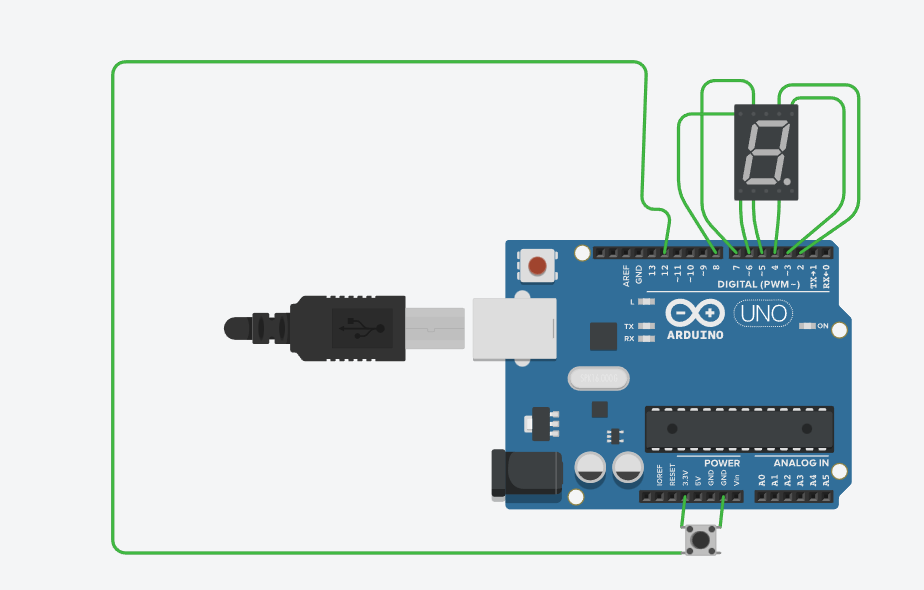 AREF
GND
13
12
~11
~10
~9
8
7
~6
~5
4
~3
2
TX→1
RX←0
DIGITAL (PWM~)
L
TX
RX
ARDUINO
UNO
ON
POWER
ANALOG IN
IOREF
RESET
3.3V
5V
GND
GND
Vin
A0
A1
A2
A3
A4
A5